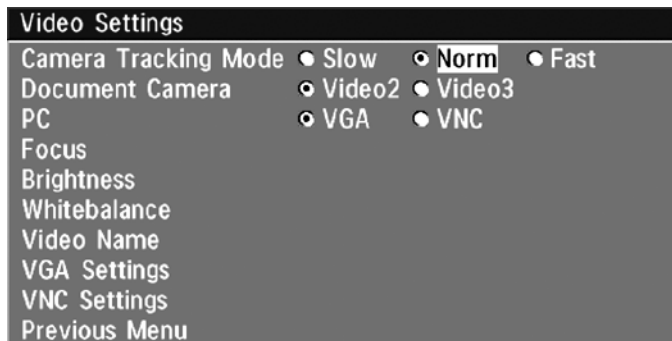 Video Settings
Camera Tracking Mode Slow Norm Fast
Document Camera Video2 Video3
PC VGA VNC
Focus
Brightness
Whitebalance
Video Name
VGA Settings
VNC Settings
Previous Menu